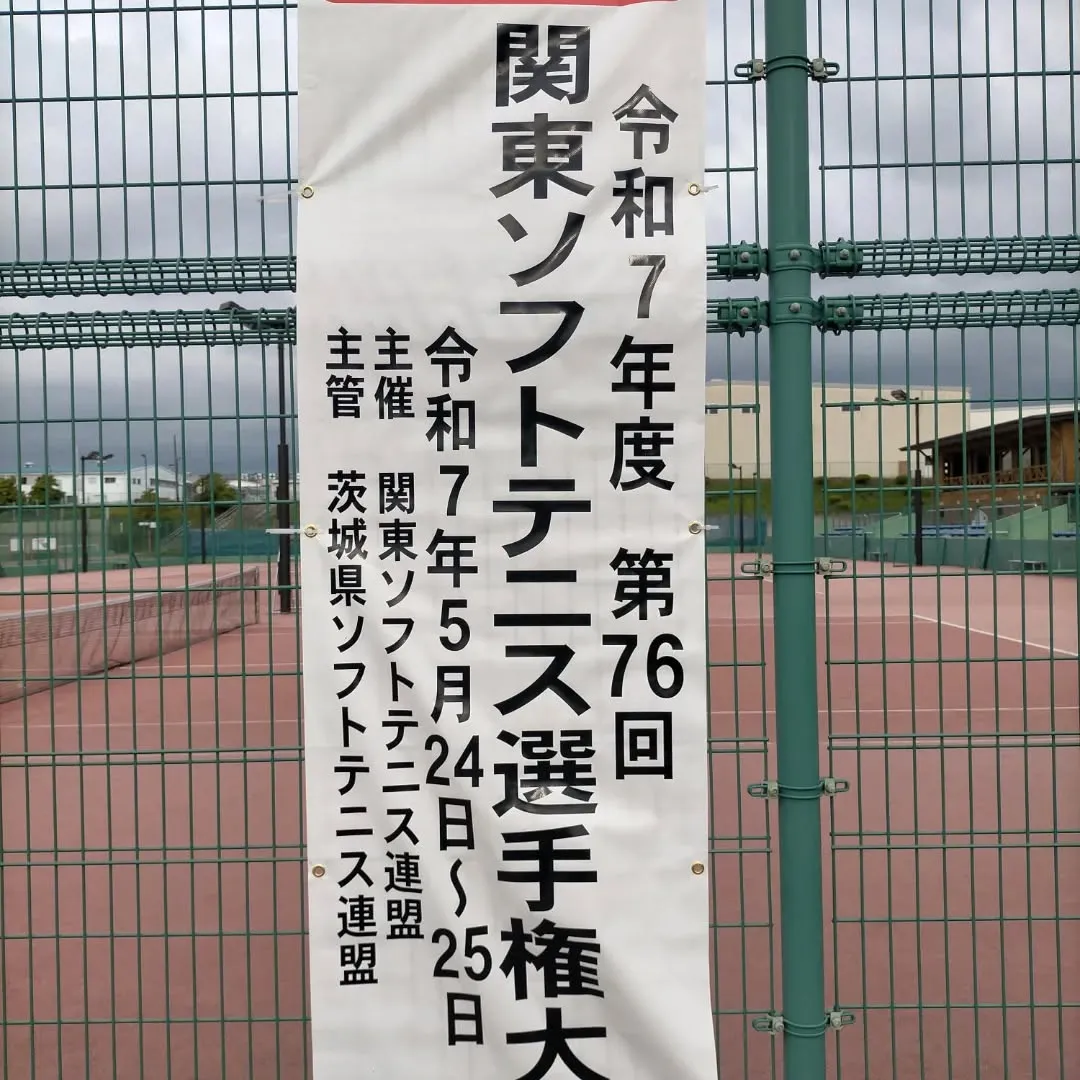 令和7年度 第76回
関東ソフトテニス選手権大
令和7年5月24日～25日
主催 関東ソフトテニス連盟
主管 茨城県ソフトテニス連盟